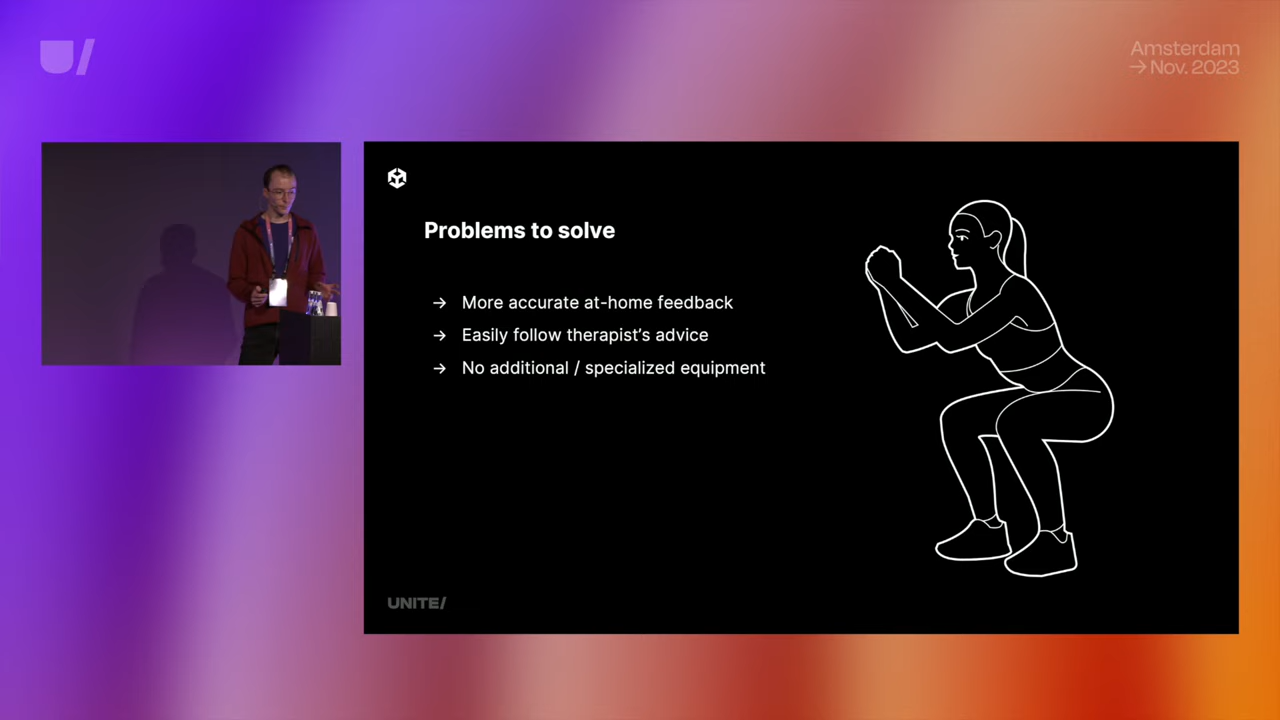 Amsterdam
→ Nov. 2023
Problems to solve
→ More accurate at-home feedback
→ Easily follow therapist’s advice
→ No additional / specialized equipment
UNITE/